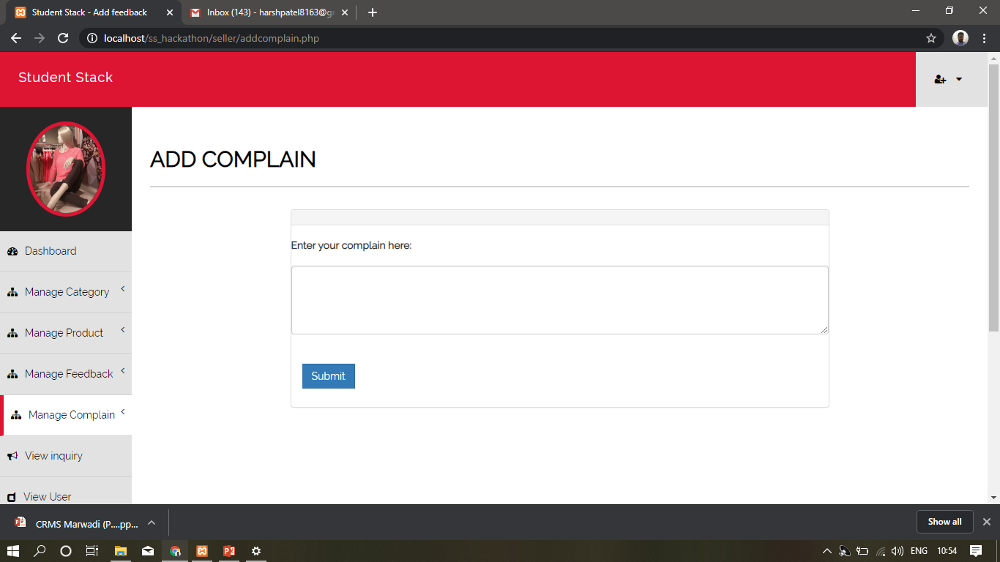 Student Stack - Add feedback
Inbox (143) - harshpatel8163@g
localhost/ss_hackathon/seller/addcomplain.php
Student Stack
ADD COMPLAIN
Enter your complain here:
Submit
Dashboard
Manage Category
Manage Product
Manage Feedback
Manage Complain
View inquiry
View User
CRMS Marwadi (P....pp...
Show all
ENG
10:54